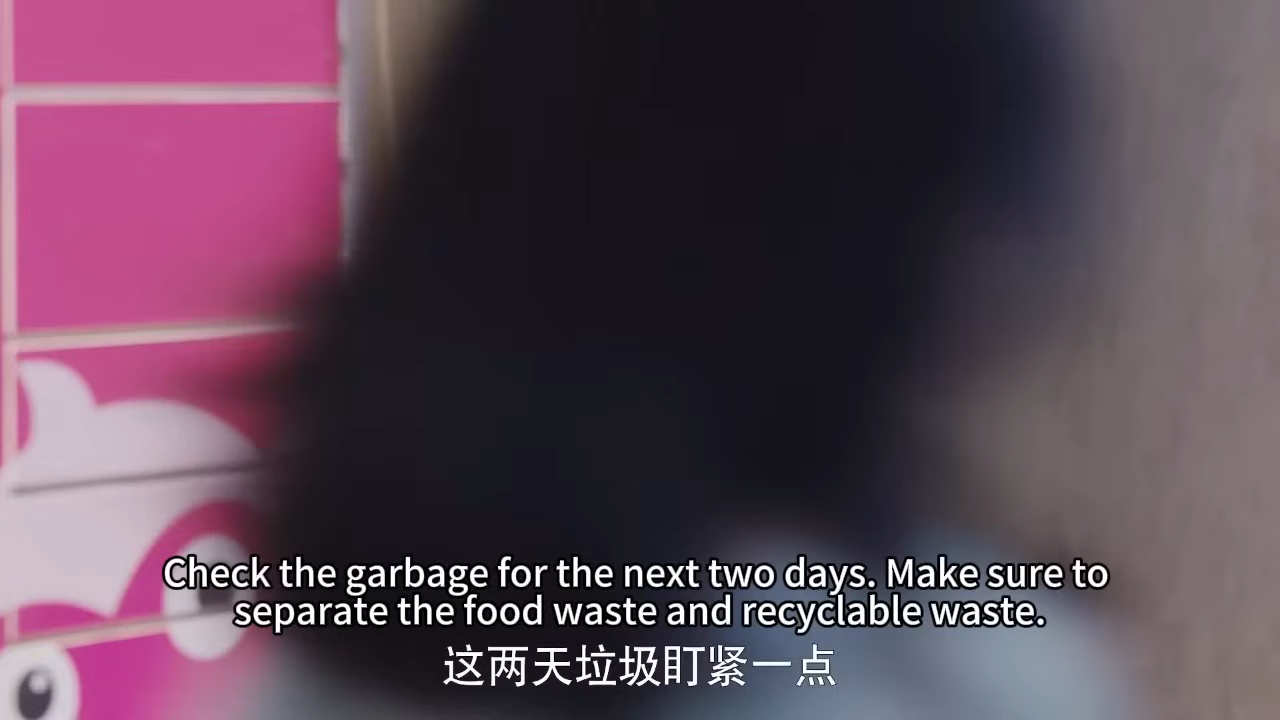 Check the garbage for the next two days. Make sure to
separate the food waste and recyclable waste.
这两天垃圾盯紧一点